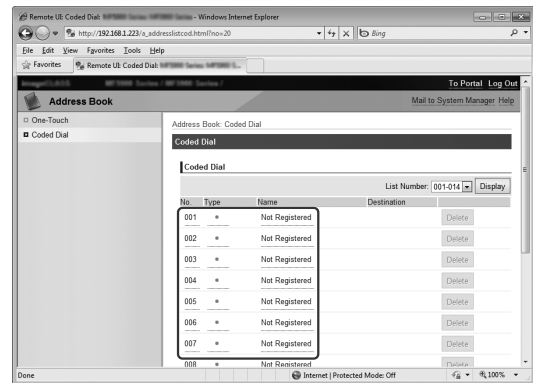 Remote UI: Coded Dial: - Windows Internet Explorer
http://192.168.1.223/a_addresslistcod.html?no=20
Bing
File Edit View Favorites Tools Help
Favorites Remote UI: Coded Dial:
To Portal Log Out
Address Book
Mail to System Manager Help
One-Touch
Coded Dial
Address Book: Coded Dial
Coded Dial
Coded Dial
List Number: 001-014 Display
No. Type Name Destination
001 Not Registered Delete
002 Not Registered Delete
003 Not Registered Delete
004 Not Registered Delete
005 Not Registered Delete
006 Not Registered Delete
007 Not Registered Delete
008 Not Registered Delete
Done Internet | Protected Mode: Off 100%